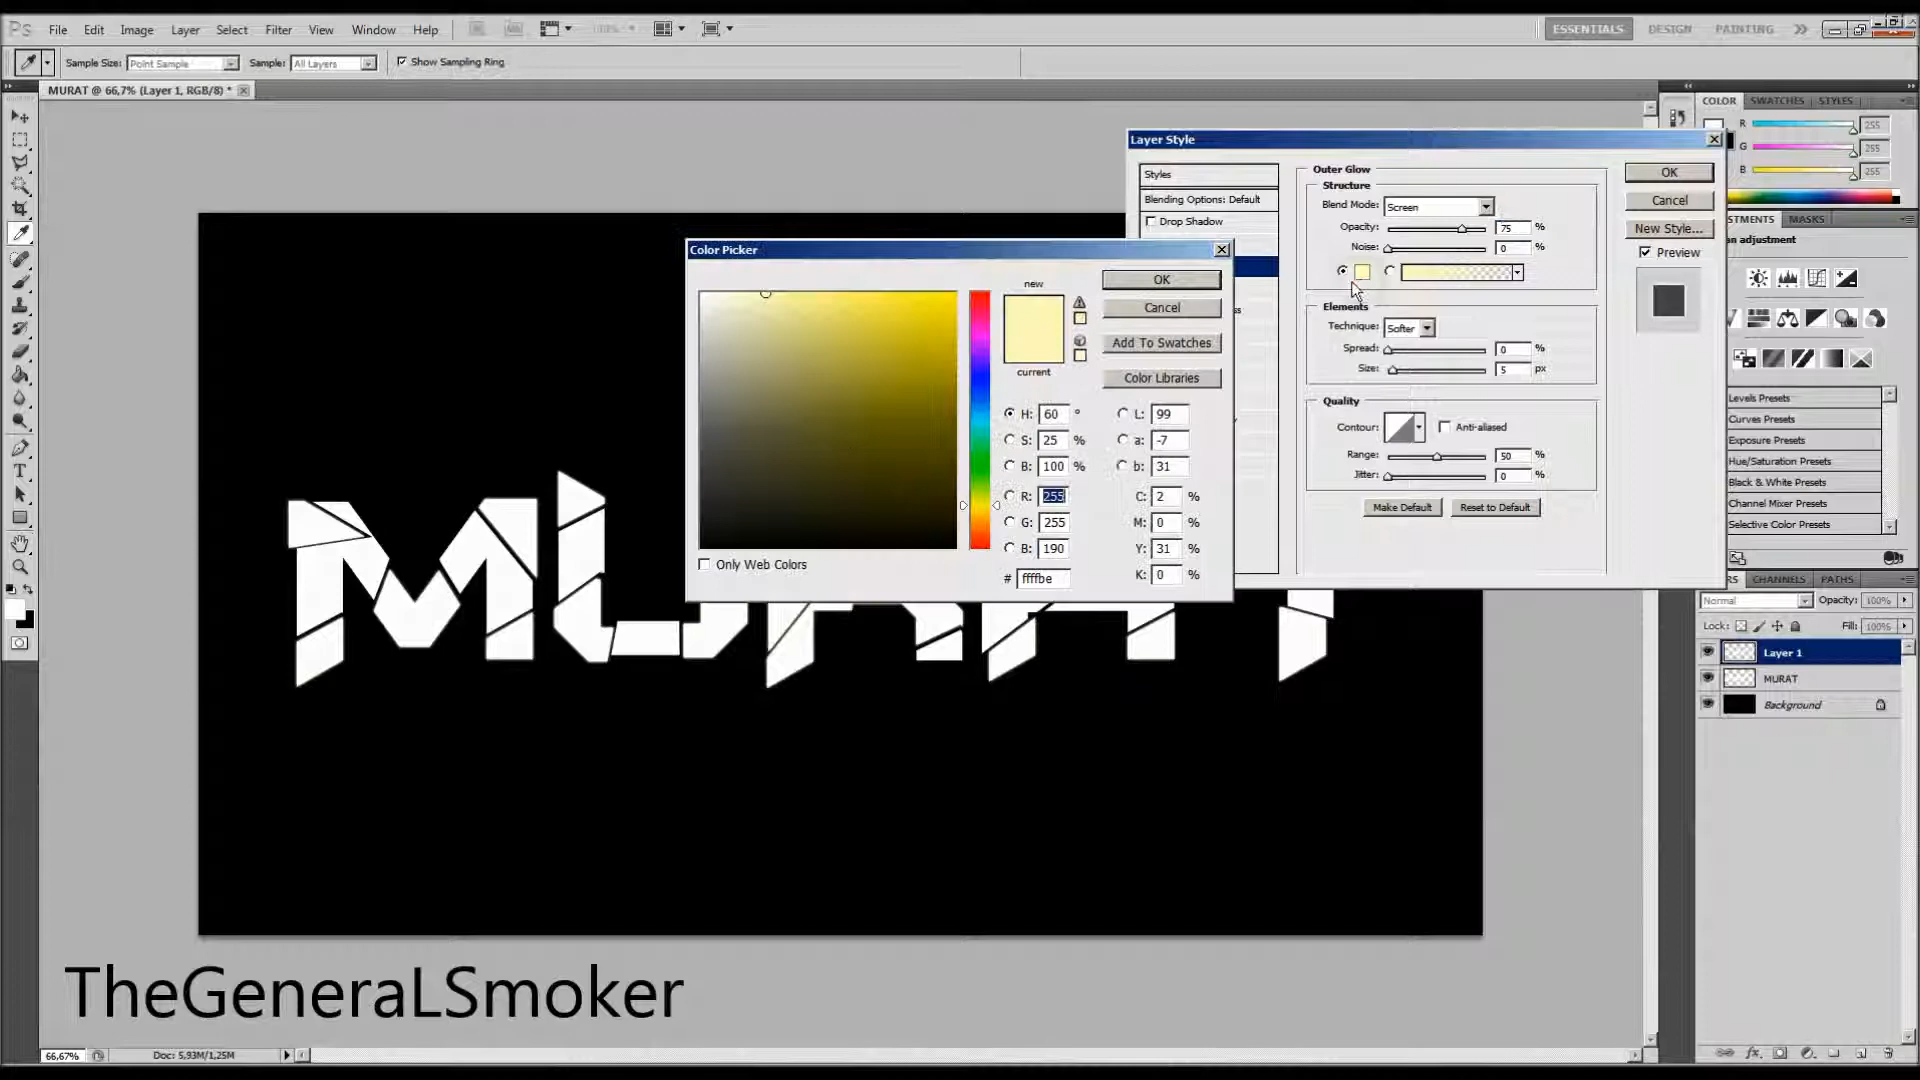 Ps File Edit Image Layer Select Filter View Window Help ESSENTIALS DESIGN PAINTING
Sample Size: Point Sample Sample: All Layers Show Sampling Ring
MURAT @ 66,7% (Layer 1, RGB/8) *
COLOR SWATCHES STYLES
R 255
G 255
B 255
Layer Style
Styles
Blending Options: Default
Drop Shadow
Outer Glow
Structure
Blend Mode: Screen
Opacity: 75 %
Noise: 0 %
Elements
Technique: Softer
Spread: 0 %
Size: 5 px
Quality
Contour: Anti-aliased
Range: 50 %
Jitter: 0 %
Make Default Reset to Default
OK
Cancel
New Style...
Preview
Color Picker
new
current
OK
Cancel
Add To Swatches
Color Libraries
H: 60 ° L: 99
S: 25 % a: -7
B: 100 % b: 31
R: 255 C: 2 %
G: 255 M: 0 %
B: 190 Y: 31 %
# ffffbe K: 0 %
Only Web Colors
STMENTS MASKS
an adjustment
Levels Presets
Curves Presets
Exposure Presets
Hue/Saturation Presets
Black & White Presets
Channel Mixer Presets
Selective Color Presets
RS CHANNELS PATHS
Normal Opacity: 100%
Lock: Fill: 100%
Layer 1
MURAT
Background
MURAT
TheGeneraLSmoker
66,67% Doc: 5,93M/1,25M